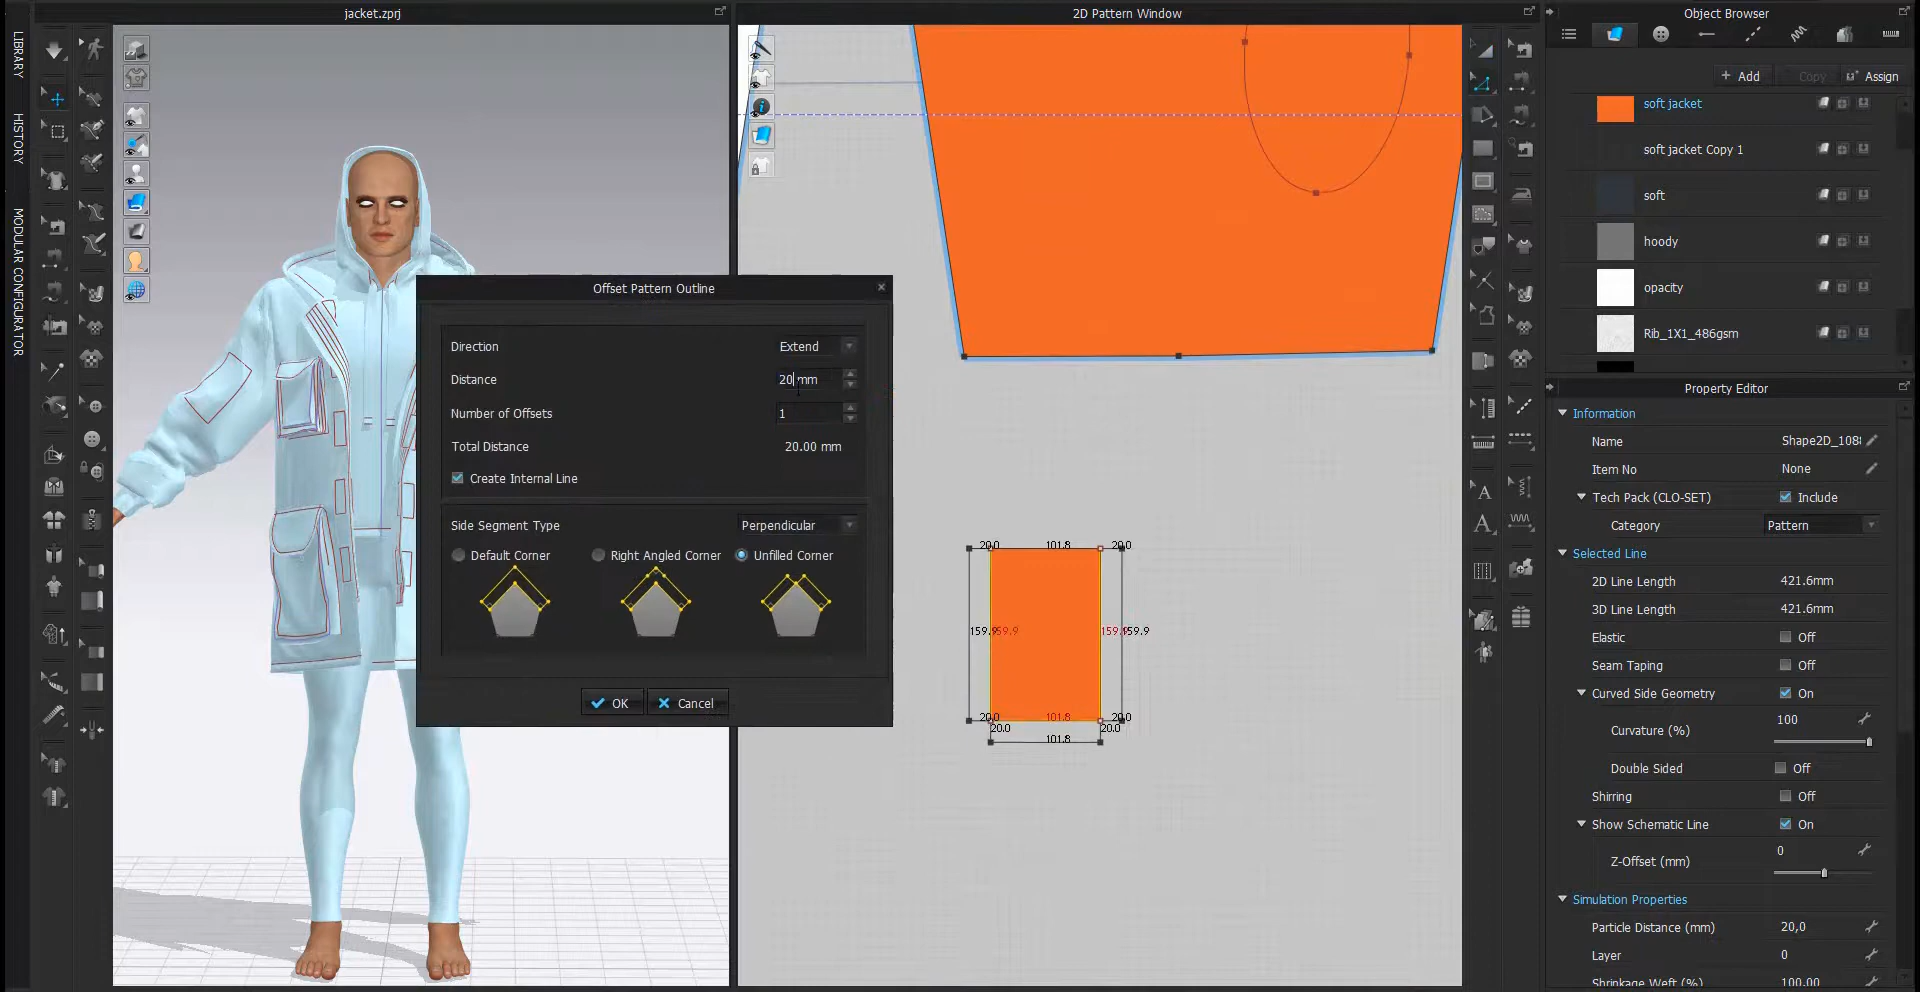 jacket.zprj
2D Pattern Window
Object Browser
LIBRARY
HISTORY
MODULAR CONFIGURATOR
Add
Copy
Assign
soft jacket
soft jacket Copy 1
soft
hoody
opacity
Rib_1X1_486gsm
Offset Pattern Outline
Direction
Extend
Distance
20 mm
Number of Offsets
1
Total Distance
20.00 mm
Create Internal Line
Side Segment Type
Perpendicular
Default Corner
Right Angled Corner
Unfilled Corner
OK
Cancel
20.0
101.8
20.0
159.9
159.9
20.0
101.8
20.0
20.0
20.0
101.8
Property Editor
Information
Name
Shape2D_108
Item No
None
Tech Pack (CLO-SET)
Include
Category
Pattern
Selected Line
2D Line Length
421.6mm
3D Line Length
421.6mm
Elastic
Off
Seam Taping
Off
Curved Side Geometry
On
Curvature (%)
100
Double Sided
Off
Shirring
Off
Show Schematic Line
On
Z-Offset (mm)
0
Simulation Properties
Particle Distance (mm)
20,0
Layer
0
Shrinkage Weft (%)
100.00